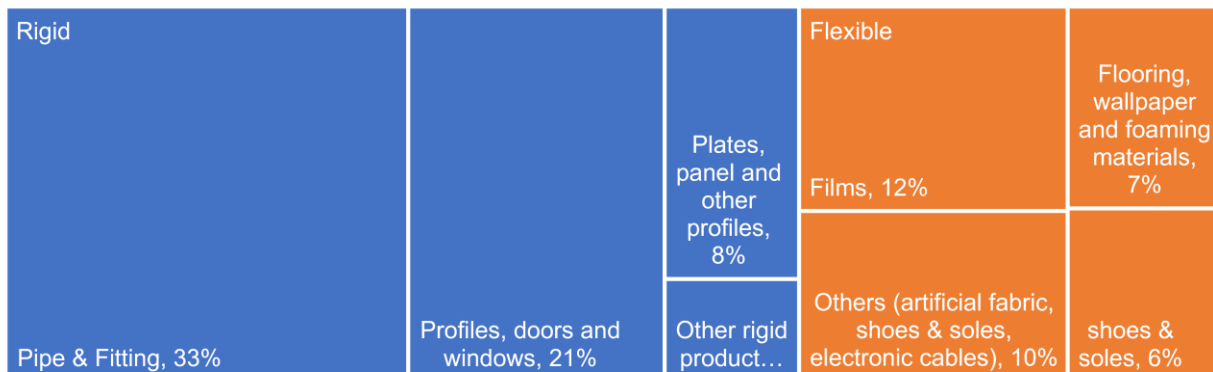 Rigid
Pipe & Fitting, 33%
Profiles, doors and
windows, 21%
Plates,
panel and
other
profiles,
8%
Other rigid
product…
Flexible
Films, 12%
Flooring,
wallpaper
and foaming
materials,
7%
Others (artificial fabric,
shoes & soles,
electronic cables), 10%
shoes &
soles, 6%